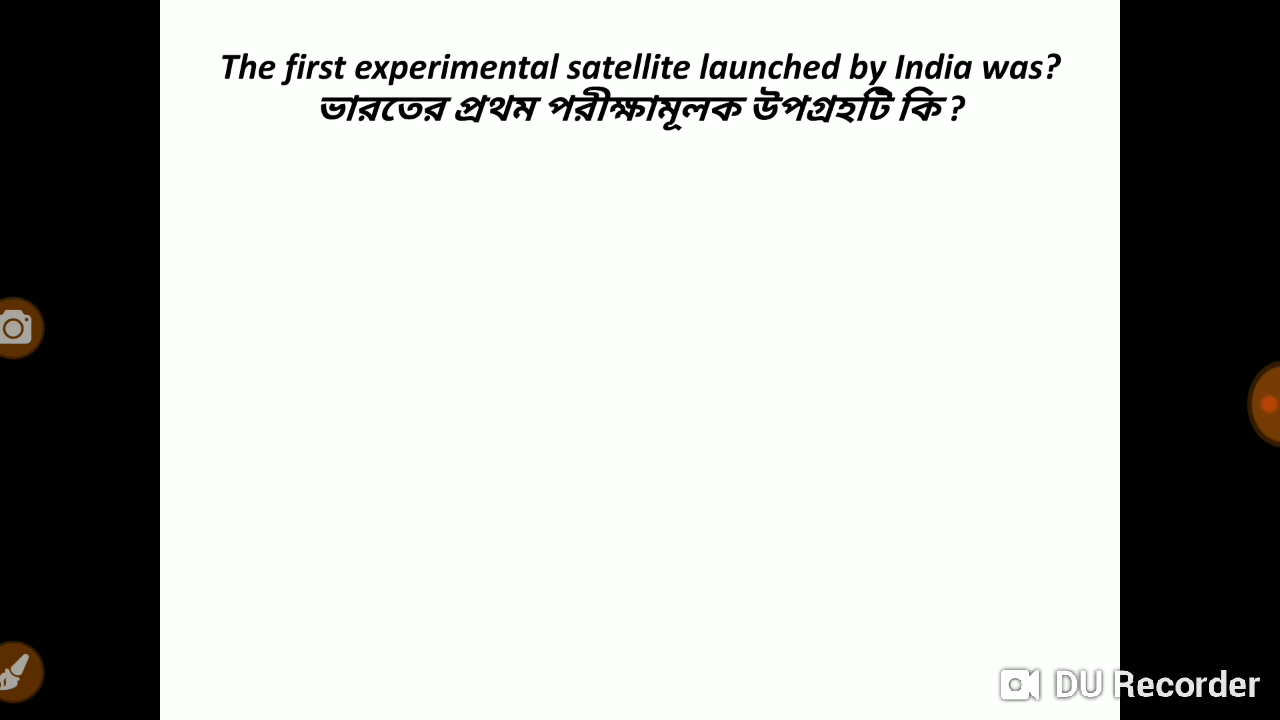 The first experimental satellite launched by India was?
ভারতের প্রথম পরীক্ষামূলক উপগ্রহটি কি ?
DU Recorder